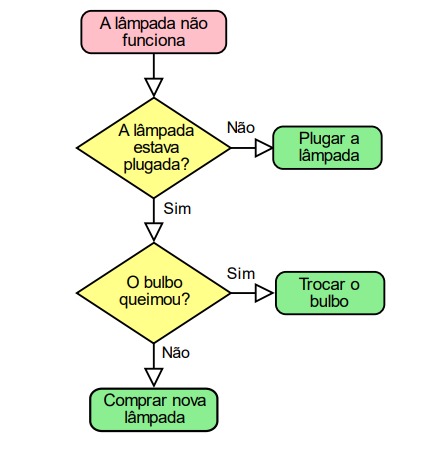 A lâmpada não
funciona
A lâmpada
estava
plugada?
Não
Plugar a
lâmpada
Sim
O bulbo
queimou?
Sim
Trocar o
bulbo
Não
Comprar nova
lâmpada